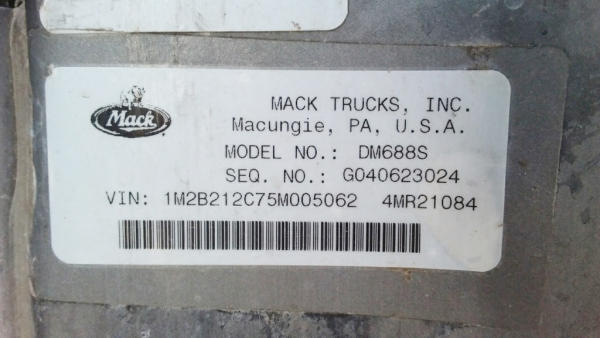 Mack
MACK TRUCKS, INC.
Macungie, PA, U.S.A.
MODEL NO.: DM688S
SEQ. NO.: G040623024
VIN: 1M2B212C75M005062 4MR21084